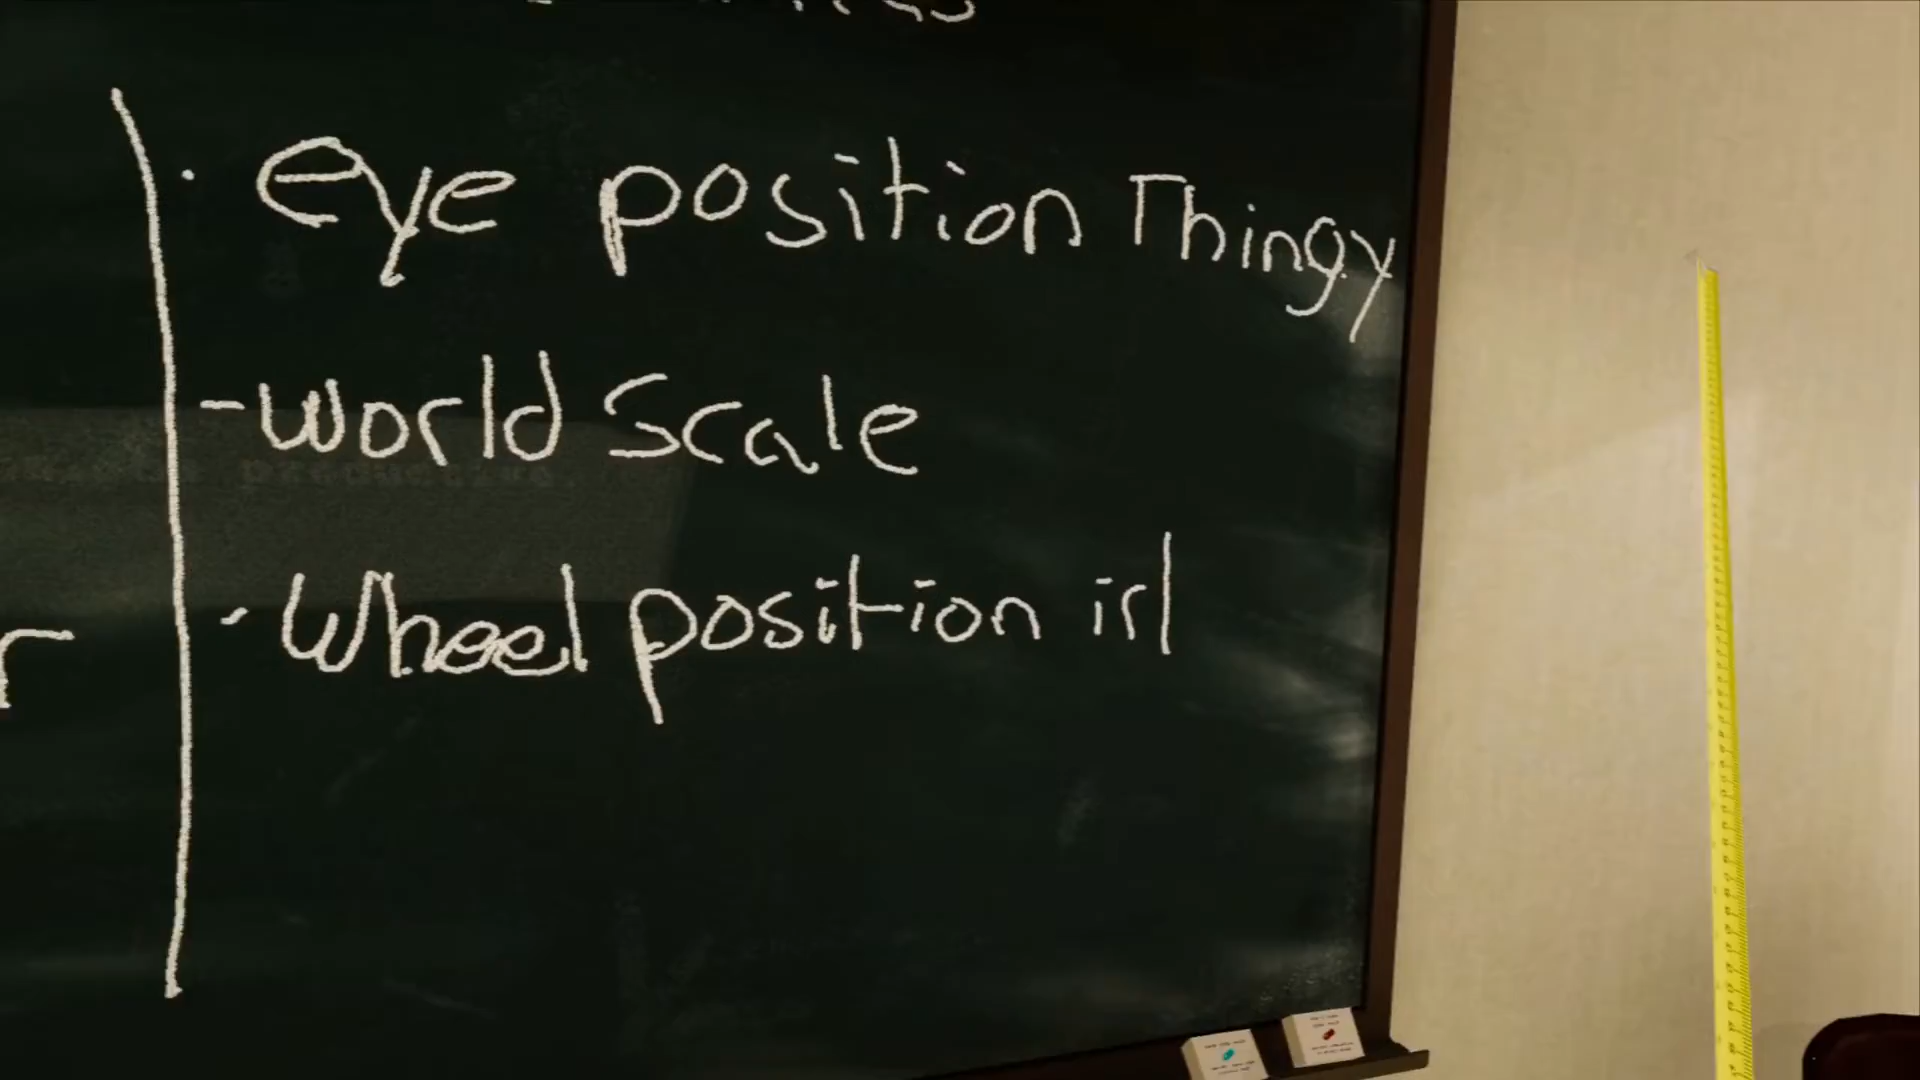 · eye position Thingy
- world Scale
· Wheel position irl
r